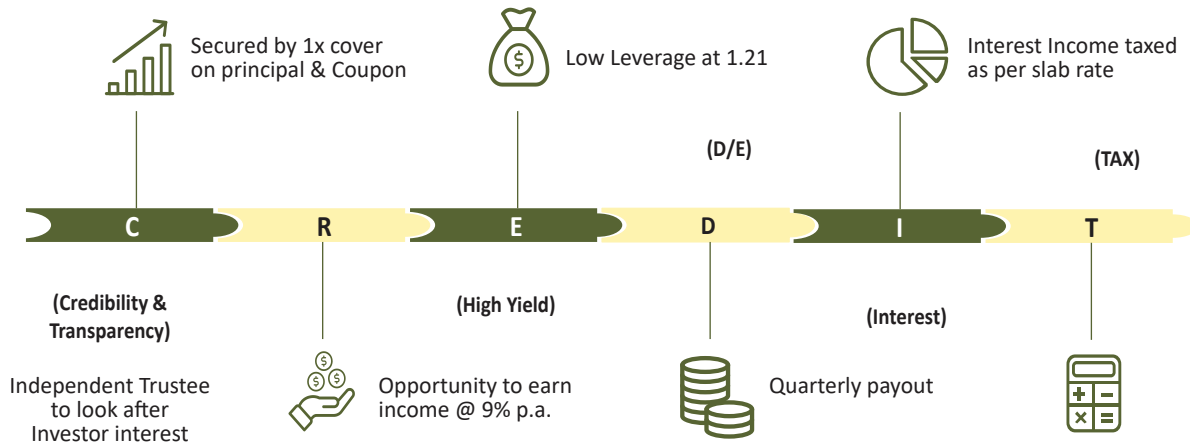 Secured by 1x cover
on principal & Coupon
Low Leverage at 1.21
Interest Income taxed
as per slab rate
(D/E)
(TAX)
C
R
E
D
I
T
(Credibility &
Transparency)
(High Yield)
(Interest)
Independent Trustee
to look after
Investor interest
$
$
$
$
Opportunity to earn
income @ 9% p.a.
Quarterly payout
+ −
× =